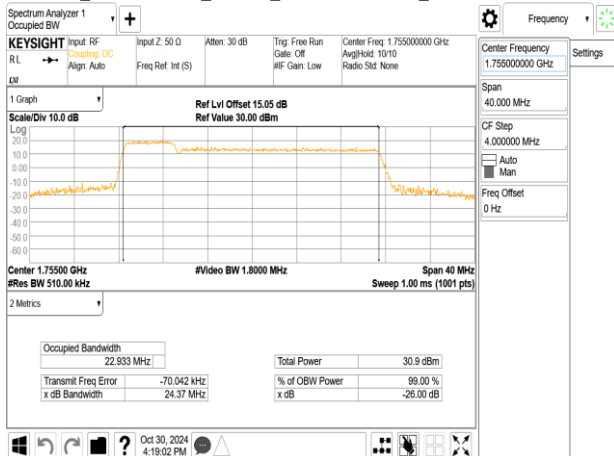 Spectrum Analyzer 1
Occupied BW
Frequency
KEYSIGHT
Input: RF
Input Z: 50 Ω
Atten: 30 dB
Trig: Free Run
Center Freq: 1.755000000 GHz
RL
Coupling: DC
Gate: Off
Avg|Hold: 10/10
Align: Auto
Freq Ref: Int (S)
#IF Gain: Low
Radio Std: None
LXI
Center Frequency
1.755000000 GHz
Settings
Span
40.000 MHz
CF Step
4.000000 MHz
Auto
Man
Freq Offset
0 Hz
1 Graph
Ref Lvl Offset 15.05 dB
Scale/Div 10.0 dB
Ref Value 30.00 dBm
Log
20.0
10.0
0.00
-10.0
-20.0
-30.0
-40.0
-50.0
-60.0
Center 1.75500 GHz
#Video BW 1.8000 MHz
Span 40 MHz
#Res BW 510.00 kHz
Sweep 1.00 ms (1001 pts)
2 Metrics
Occupied Bandwidth
22.933 MHz
Total Power 30.9 dBm
Transmit Freq Error -70.042 kHz
% of OBW Power 99.00 %
x dB Bandwidth 24.37 MHz
x dB -26.00 dB
?
Oct 30, 2024
4:19:02 PM